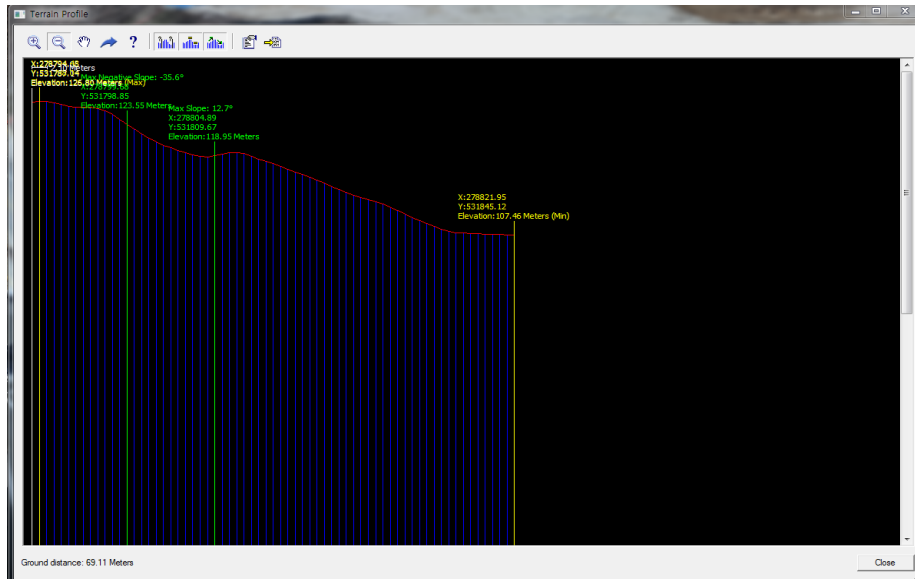 Terrain Profile
?
Meters
X:278794.65
Elevation:126.80 Meters (Max)
Max Negative Slope: -35.6°
Y:531798.85
Elevation:123.55 Meters
Max Slope: 12.7°
X:278804.89
Y:531809.67
Elevation:118.95 Meters
X:278821.95
Y:531845.12
Elevation:107.46 Meters (Min)
Ground distance: 69.11 Meters
Close